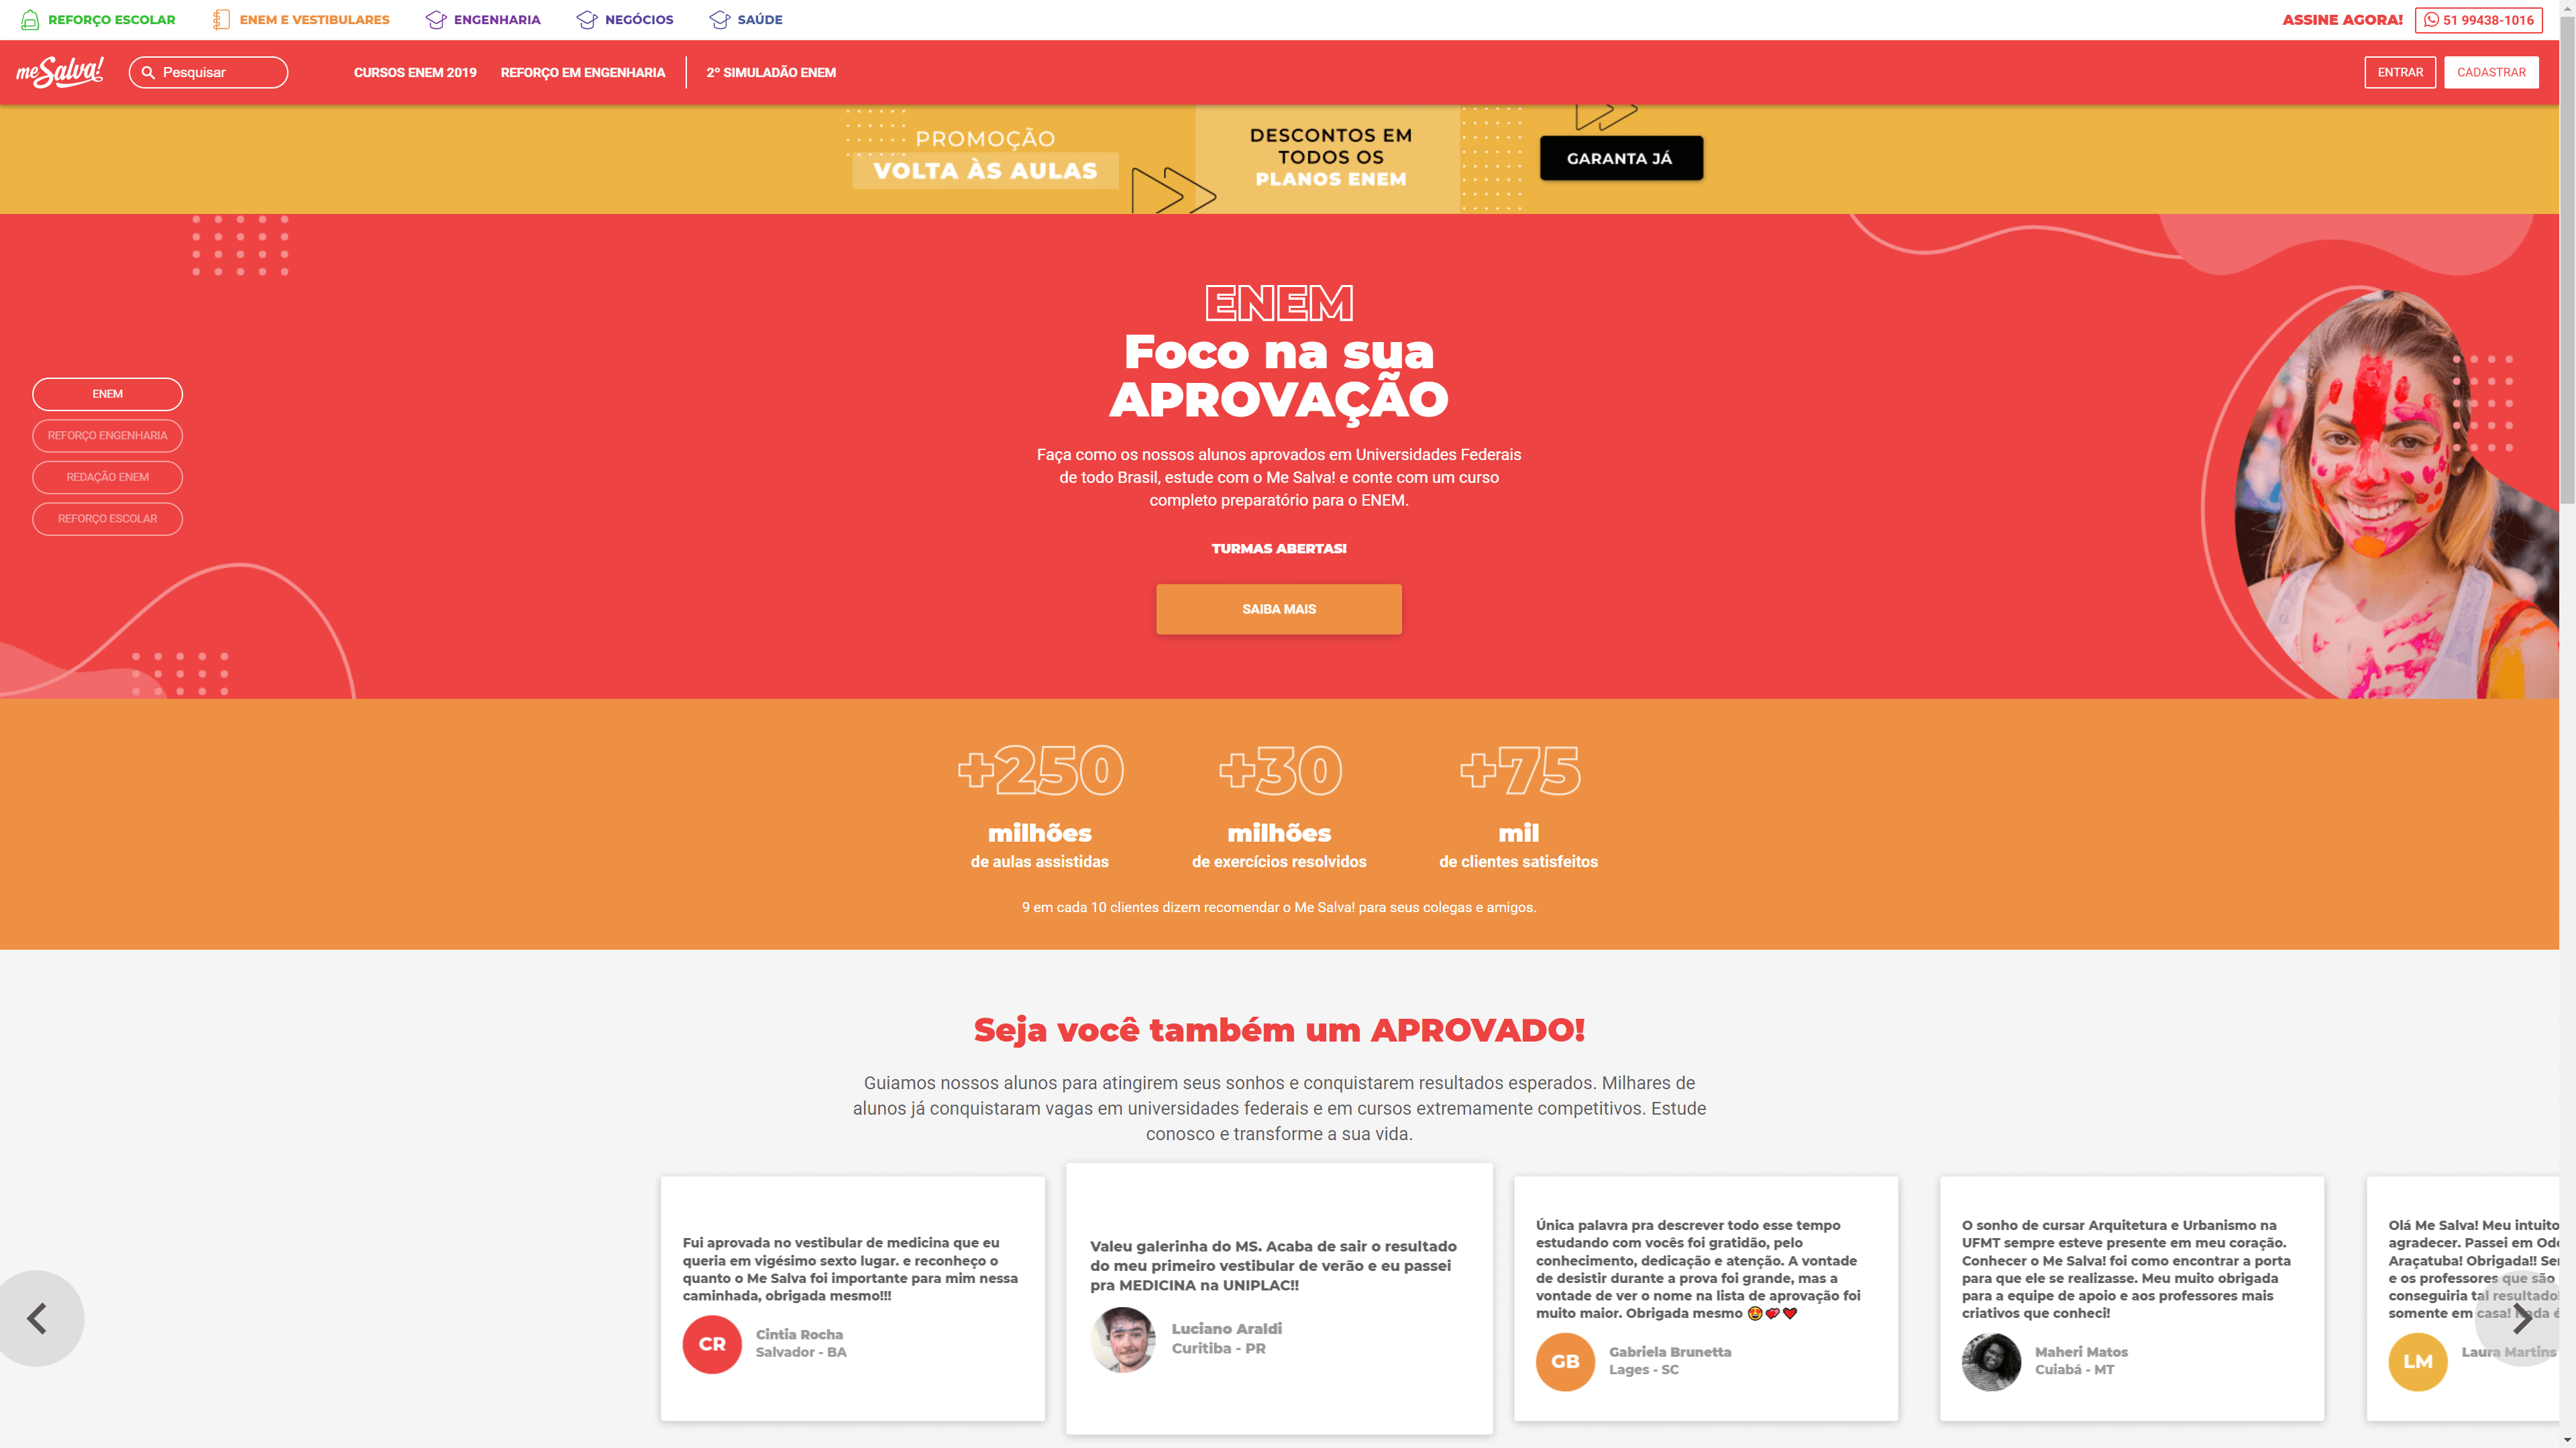 REFORÇO ESCOLAR
ENEM E VESTIBULARES
ENGENHARIA
NEGÓCIOS
SAÚDE
ASSINE AGORA!
51 99438-1016
me Salva!
Pesquisar
CURSOS ENEM 2019
REFORÇO EM ENGENHARIA
2º SIMULADÃO ENEM
ENTRAR
CADASTRAR
PROMOÇÃO
VOLTA ÀS AULAS
DESCONTOS EM
TODOS OS
PLANOS ENEM
GARANTA JÁ
ENEM
REFORÇO ENGENHARIA
REDAÇÃO ENEM
REFORÇO ESCOLAR
ENEM
Foco na sua
APROVAÇÃO
Faça como os nossos alunos aprovados em Universidades Federais
de todo Brasil, estude com o Me Salva! e conte com um curso
completo preparatório para o ENEM.
TURMAS ABERTAS!
SAIBA MAIS
+250
milhões
de aulas assistidas
+30
milhões
de exercícios resolvidos
+75
mil
de clientes satisfeitos
9 em cada 10 clientes dizem recomendar o Me Salva! para seus colegas e amigos.
Seja você também um APROVADO!
Guiamos nossos alunos para atingirem seus sonhos e conquistarem resultados esperados. Milhares de
alunos já conquistaram vagas em universidades federais e em cursos extremamente competitivos. Estude
conosco e transforme a sua vida.
Fui aprovada no vestibular de medicina que eu
queria em vigésimo sexto lugar. e reconheço o
quanto o Me Salva foi importante para mim nessa
caminhada, obrigada mesmo!!!
CR
Cintia Rocha
Salvador - BA
Valeu galerinha do MS. Acaba de sair o resultado
do meu primeiro vestibular de verão e eu passei
pra MEDICINA na UNIPLAC!!
Luciano Araldi
Curitiba - PR
Única palavra pra descrever todo esse tempo
estudando com vocês foi gratidão, pelo
conhecimento, dedicação e atenção. A vontade
de desistir durante a prova foi grande, mas a
vontade de ver o nome na lista de aprovação foi
muito maior. Obrigada mesmo 🤩💕❤
GB
Gabriela Brunetta
Lages - SC
O sonho de cursar Arquitetura e Urbanismo na
UFMT sempre esteve presente em meu coração.
Conhecer o Me Salva! foi como encontrar a porta
para que ele se realizasse. Meu muito obrigada
para a equipe de apoio e aos professores mais
criativos que conheci!
Maheri Matos
Cuiabá - MT
Olá Me Salva! Meu intuito
agradecer. Passei em
Araçatuba! Obrigada!!
e os professores que são
conseguiria tal
somente em casa! Nada é
LM
Laura Martins